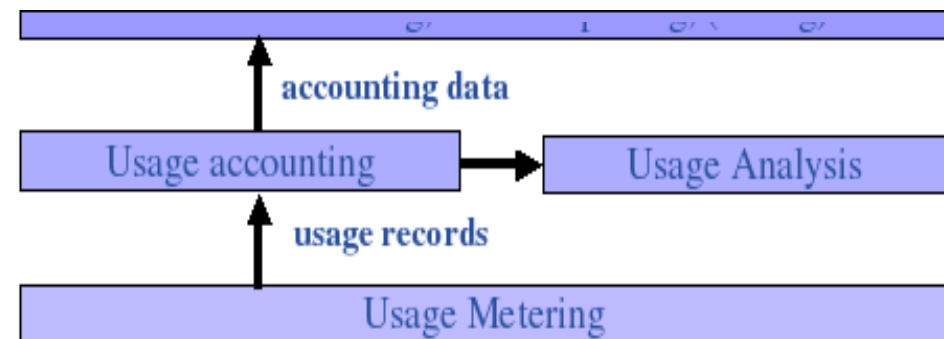 accounting data
Usage accounting
Usage Analysis
usage records
Usage Metering